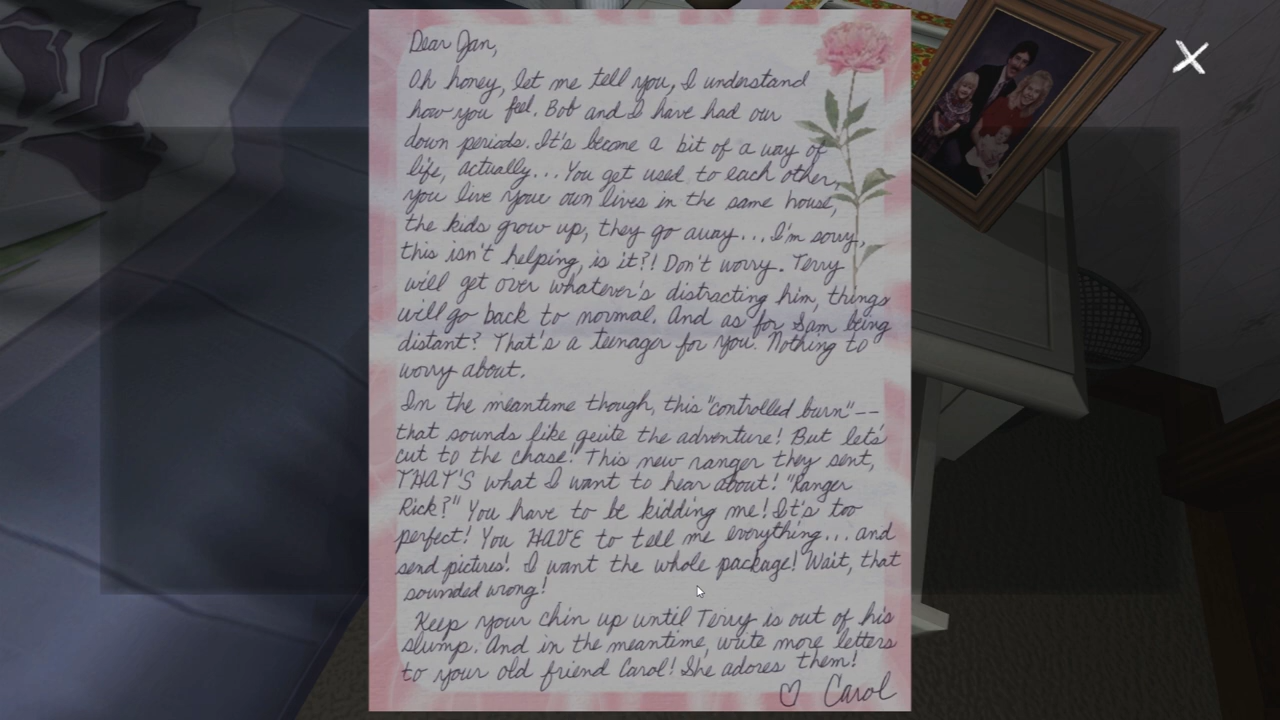 Dear Jan,
Oh honey, let me tell you, I understand
how you feel. Bob and I have had our
down periods. It's become a bit of a way of
life, actually... You get used to each other,
you live your own lives in the same house,
the kids grow up, they go away... I'm sorry,
this isn't helping, is it?! Don't worry. Terry
will get over whatever's distracting him, things
will go back to normal. And as for Sam being
distant? That's a teenager for you. Nothing to
worry about.
In the meantime though, this "controlled burn"--
that sounds like quite the adventure! But let's
cut to the chase! This new ranger they sent,
THAT'S what I want to hear about! "Ranger
Rick?" You have to be kidding me! It's too
perfect! You HAVE to tell me everything... and
send pictures! I want the whole package! Wait, that
sounded wrong!
Keep your chin up until Terry is out of his
slump. And in the meantime, write more letters
to your old friend Carol! She adores them!
♡ Carol